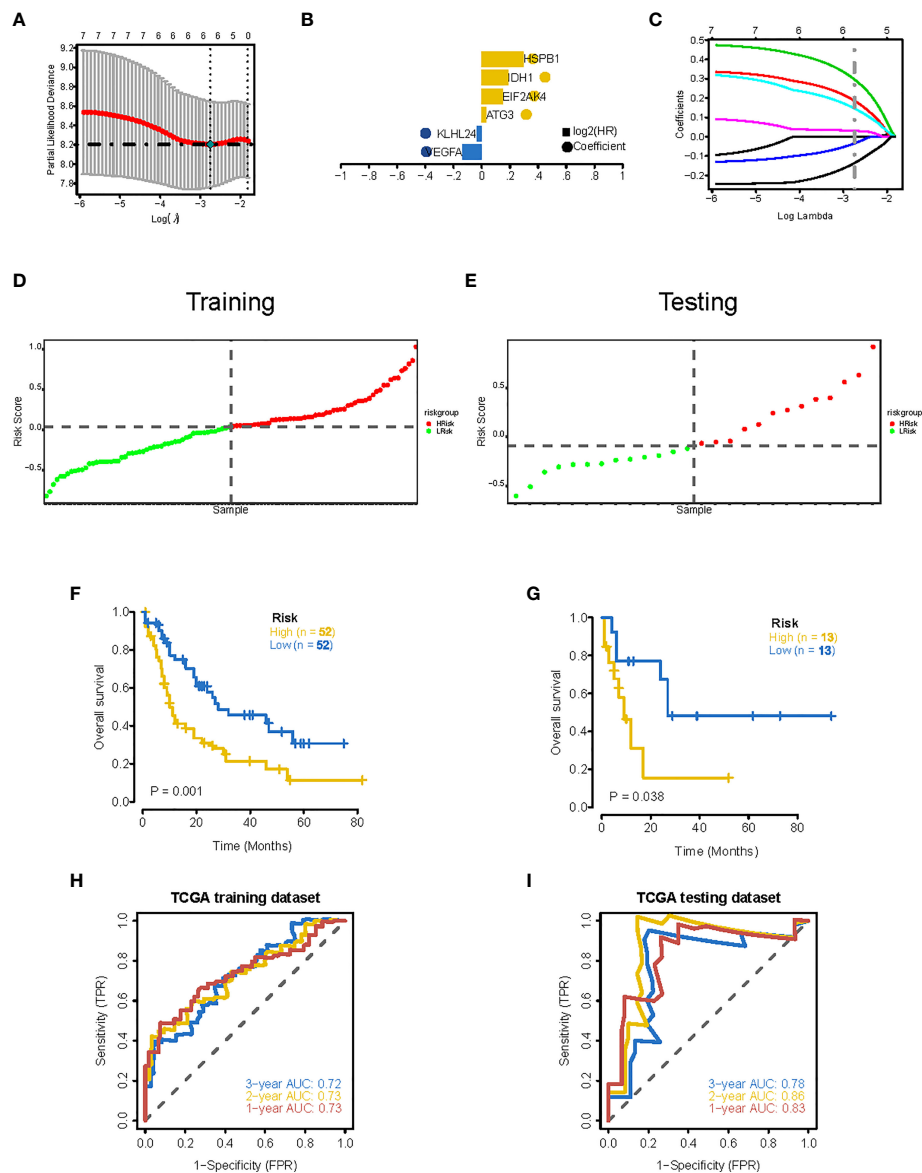 A
7 7 7 7 7 7 6 6 6 5 0
9.2
9.0
8.8
8.6
8.4
8.2
8.0
7.8
Partial Likelihood Deviance
−6 −5 −4 −3 −2
Log(λ)
B
HSPB1
IDH1
EIF2AK4
ATG3
KLHL24
VEGFA
log2(HR)
Coefficient
−1 −.8 −.6 −.4 −.2 0 .2 .4 .6 .8 1
C
7 7 6 6 5
0.5
0.4
0.3
0.2
0.1
0.0
−0.1
−0.2
Coefficients
−6 −5 −4 −3 −2
Log Lambda
D
Training
1.0
0.5
0.0
−0.5
Risk Score
Sample
riskgroup
HRisk
LRisk
E
Testing
0.5
0.0
−0.5
Risk Score
Sample
riskgroup
HRisk
LRisk
F
1.0
0.8
0.6
0.4
0.2
0.0
Overall survival
Risk
High (n = 52)
Low (n = 52)
P = 0.001
0 20 40 60 80
Time (Months)
G
1.0
0.8
0.6
0.4
0.2
0.0
Overall survival
Risk
High (n = 13)
Low (n = 13)
P = 0.038
0 20 40 60 80
Time (Months)
H
TCGA training dataset
1.0
0.8
0.6
0.4
0.2
0.0
Sensitivity (TPR)
3−year AUC: 0.72
2−year AUC: 0.73
1−year AUC: 0.73
0.0 0.2 0.4 0.6 0.8 1.0
1−Specificity (FPR)
I
TCGA testing dataset
1.0
0.8
0.6
0.4
0.2
0.0
Sensitivity (TPR)
3−year AUC: 0.78
2−year AUC: 0.86
1−year AUC: 0.83
0.0 0.2 0.4 0.6 0.8 1.0
1−Specificity (FPR)